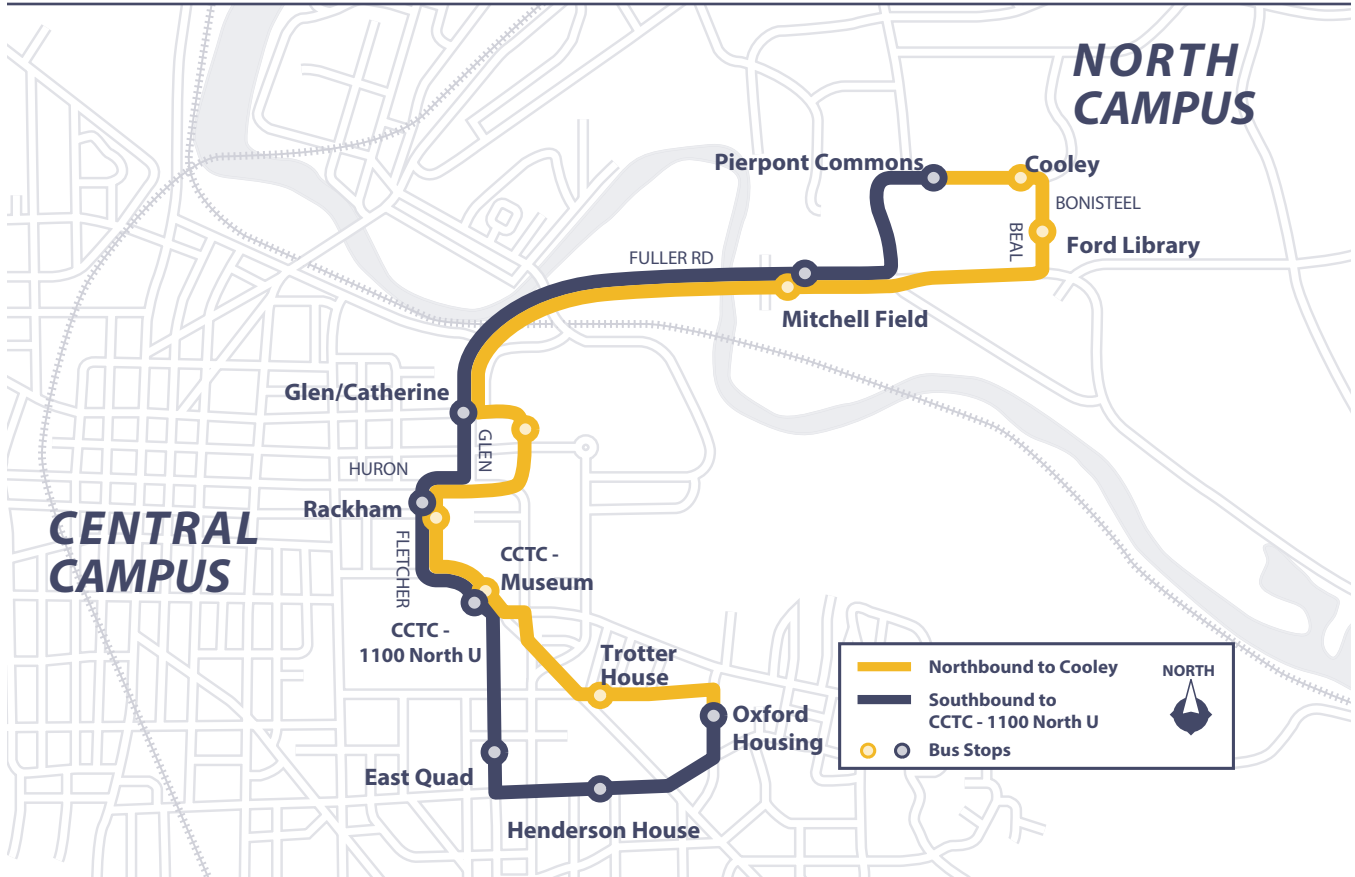 NORTH
CAMPUS
Pierpont Commons
Cooley
BONISTEEL
BEAL
Ford Library
FULLER RD
Mitchell Field
Glen/Catherine
GLEN
HURON
Rackham
CENTRAL
CAMPUS
FLETCHER
CCTC -
Museum
CCTC -
1100 North U
Trotter
House
Oxford
Housing
East Quad
Henderson House
Northbound to Cooley
Southbound to
CCTC - 1100 North U
Bus Stops
NORTH